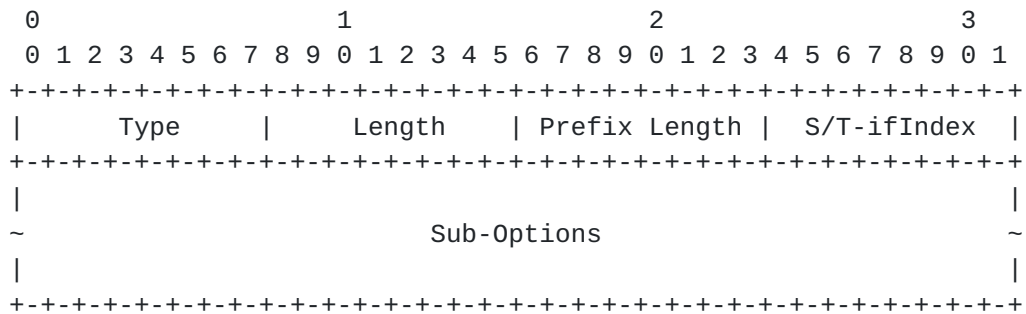 0                   1                   2                   3
 0 1 2 3 4 5 6 7 8 9 0 1 2 3 4 5 6 7 8 9 0 1 2 3 4 5 6 7 8 9 0 1
+-+-+-+-+-+-+-+-+-+-+-+-+-+-+-+-+-+-+-+-+-+-+-+-+-+-+-+-+-+-+-+-+
|      Type     |     Length    | Prefix Length |  S/T-ifIndex  |
+-+-+-+-+-+-+-+-+-+-+-+-+-+-+-+-+-+-+-+-+-+-+-+-+-+-+-+-+-+-+-+-+
|                                                               |
~                          Sub-Options                          ~
|                                                               |
+-+-+-+-+-+-+-+-+-+-+-+-+-+-+-+-+-+-+-+-+-+-+-+-+-+-+-+-+-+-+-+-+